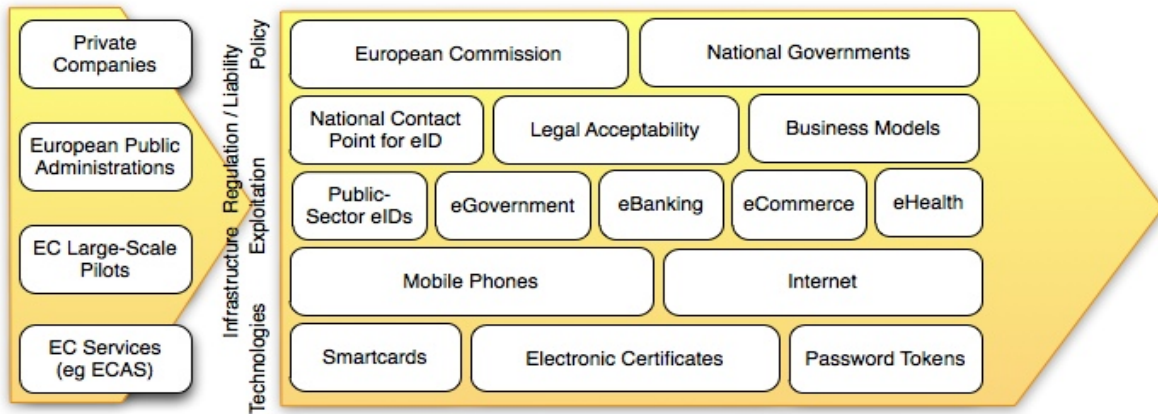 Private
Companies
European Public
Administrations
EC Large-Scale
Pilots
EC Services
(eg ECAS)
Policy
Regulation / Liability
Exploitation
Infrastructure
Technologies
European Commission
National Governments
National Contact
Point for eID
Legal Acceptability
Business Models
Public-
Sector eIDs
eGovernment
eBanking
eCommerce
eHealth
Mobile Phones
Internet
Smartcards
Electronic Certificates
Password Tokens